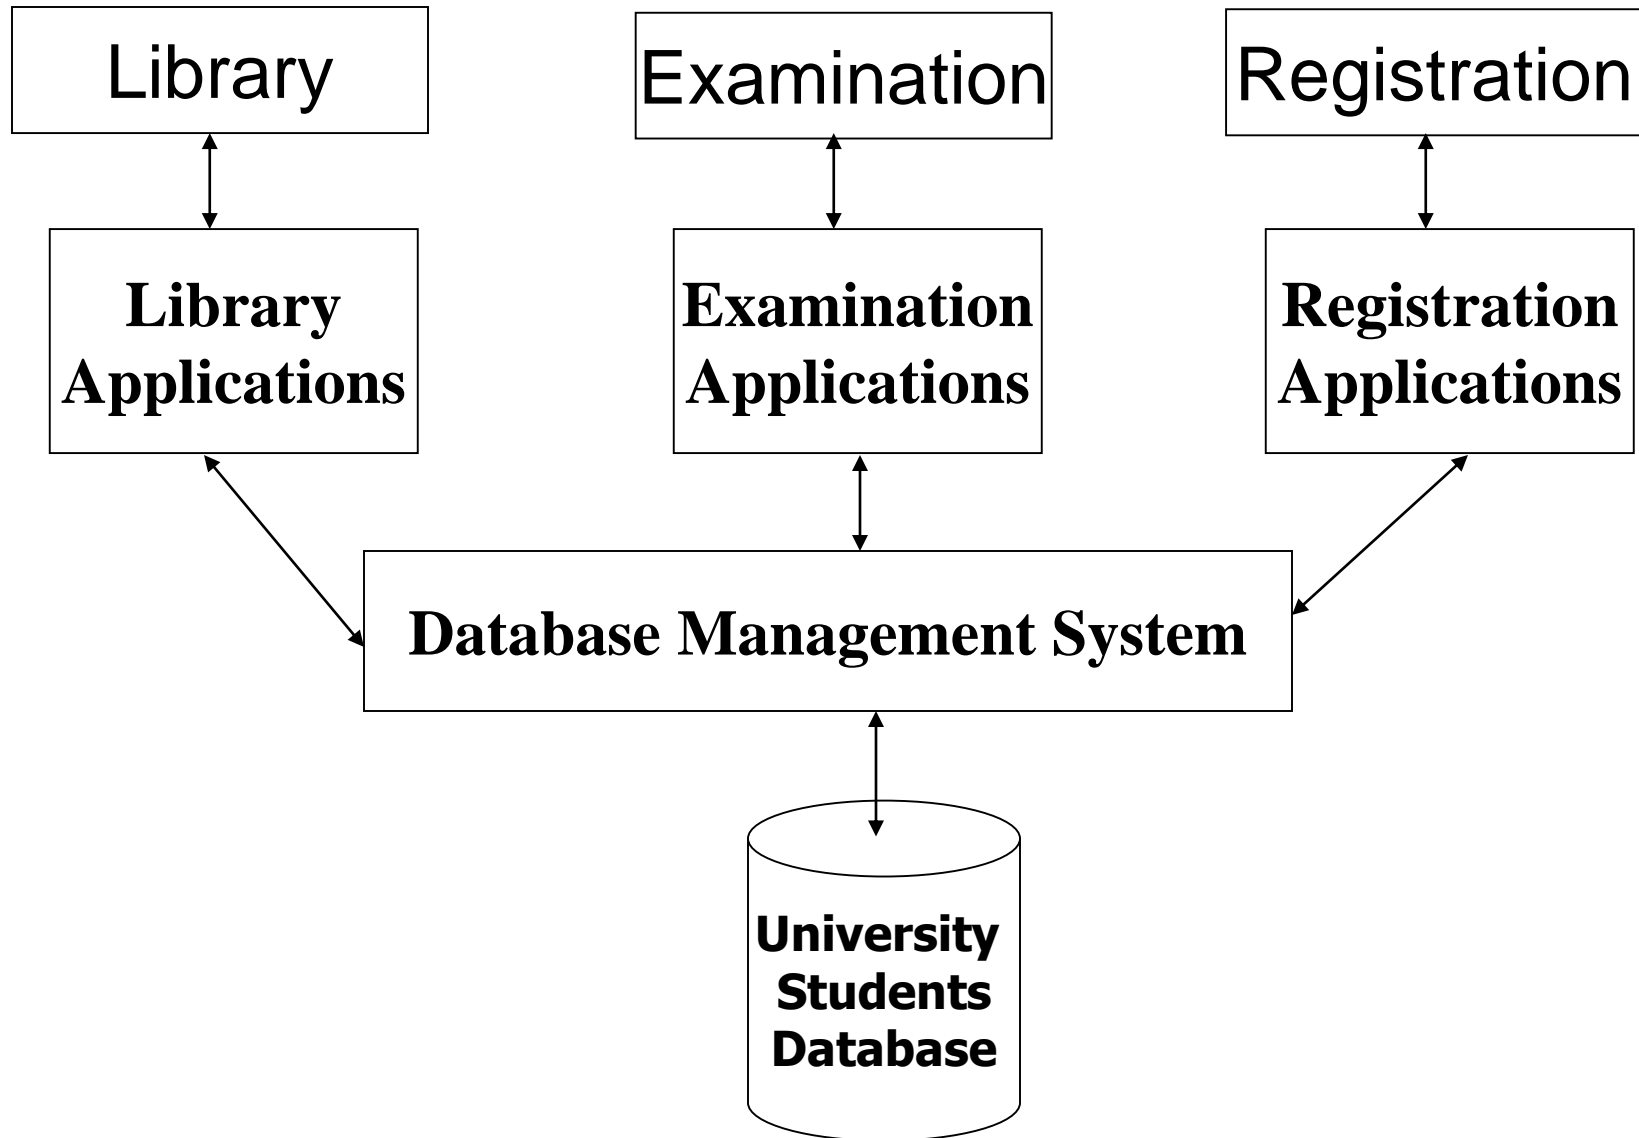 Library
Examination
Registration
Library
Applications
Examination
Applications
Registration
Applications
Database Management System
University
Students
Database